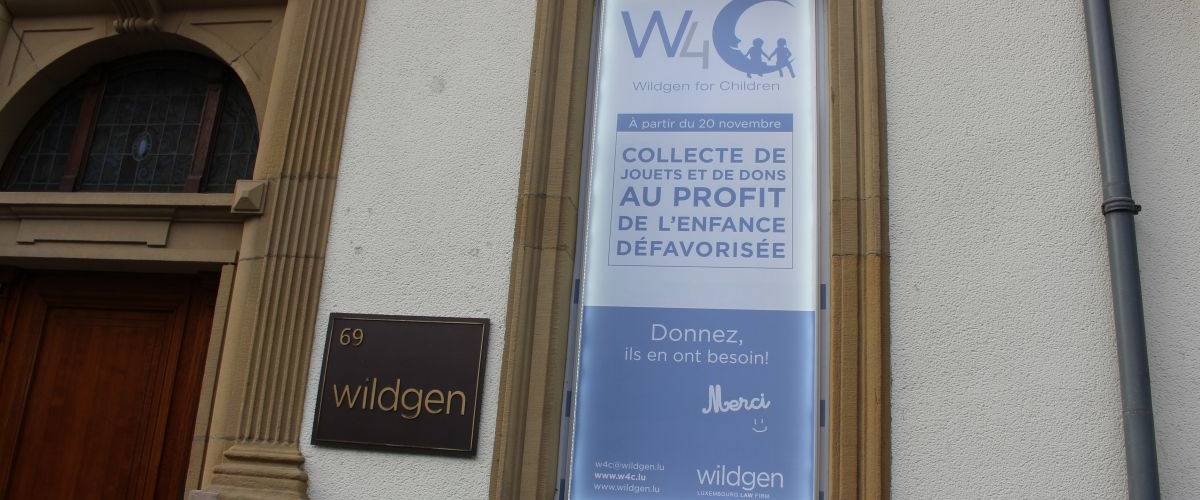 69
wildgen
W4C
Wildgen for Children
À partir du 20 novembre
COLLECTE DE
JOUETS ET DE DONS
AU PROFIT
DE L'ENFANCE
DÉFAVORISÉE
Donnez,
ils en ont besoin!
Merci
w4c@wildgen.lu
www.w4c.lu
www.wildgen.lu
wildgen
LUXEMBOURG LAW FIRM